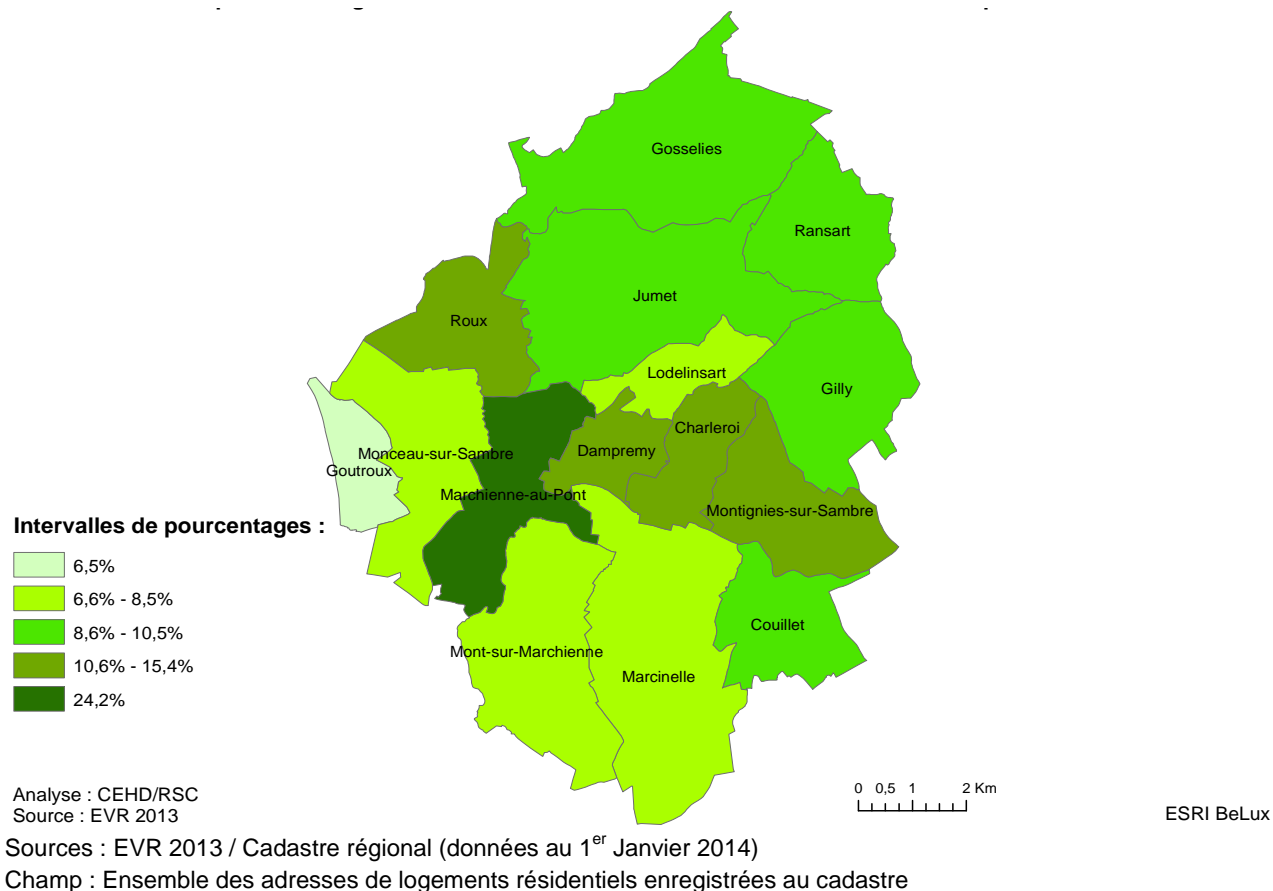 Gosselies
Ransart
Jumet
Roux
Lodelinsart
Gilly
Charleroi
Dampremy
Monceau-sur-Sambre
Goutroux
Marchienne-au-Pont
Montignies-sur-Sambre
Couillet
Mont-sur-Marchienne
Marcinelle
Intervalles de pourcentages :
6,5%
6,6% - 8,5%
8,6% - 10,5%
10,6% - 15,4%
24,2%
Analyse : CEHD/RSC
Source : EVR 2013
0 0,5 1 2 Km
ESRI BeLux
Sources : EVR 2013 / Cadastre régional (données au 1er Janvier 2014)
Champ : Ensemble des adresses de logements résidentiels enregistrées au cadastre